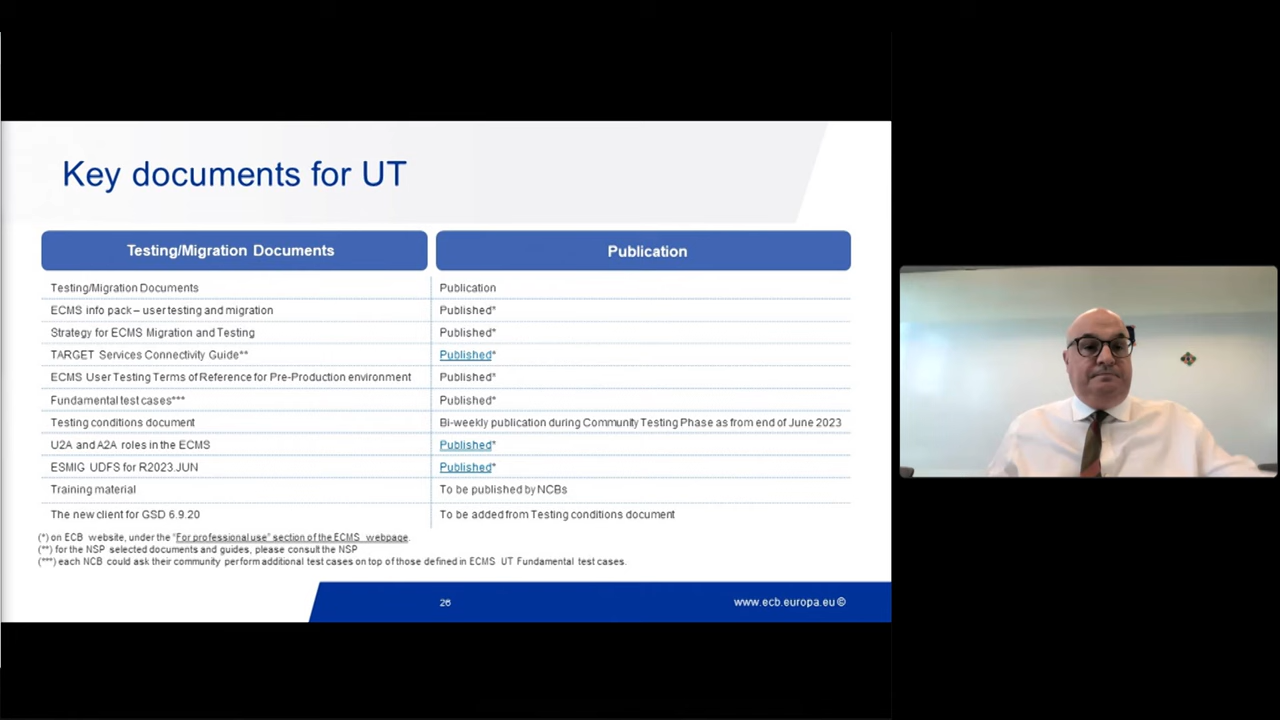 Key documents for UT
Testing/Migration Documents
Publication
Testing/Migration Documents
Publication
ECMS info pack – user testing and migration
Published*
Strategy for ECMS Migration and Testing
Published*
TARGET Services Connectivity Guide**
Published*
ECMS User Testing Terms of Reference for Pre-Production environment
Published*
Fundamental test cases***
Published*
Testing conditions document
Bi-weekly publication during Community Testing Phase as from end of June 2023
U2A and A2A roles in the ECMS
Published*
ESMIG UDFS for R2023.JUN
Published*
Training material
To be published by NCBs
The new client for GSD 6.9.20
To be added from Testing conditions document
(*) on ECB website, under the "For professional use" section of the ECMS webpage.
(**) for the NSP selected documents and guides, please consult the NSP
(***) each NCB could ask their community perform additional test cases on top of those defined in ECMS UT Fundamental test cases.
26
www.ecb.europa.eu ©